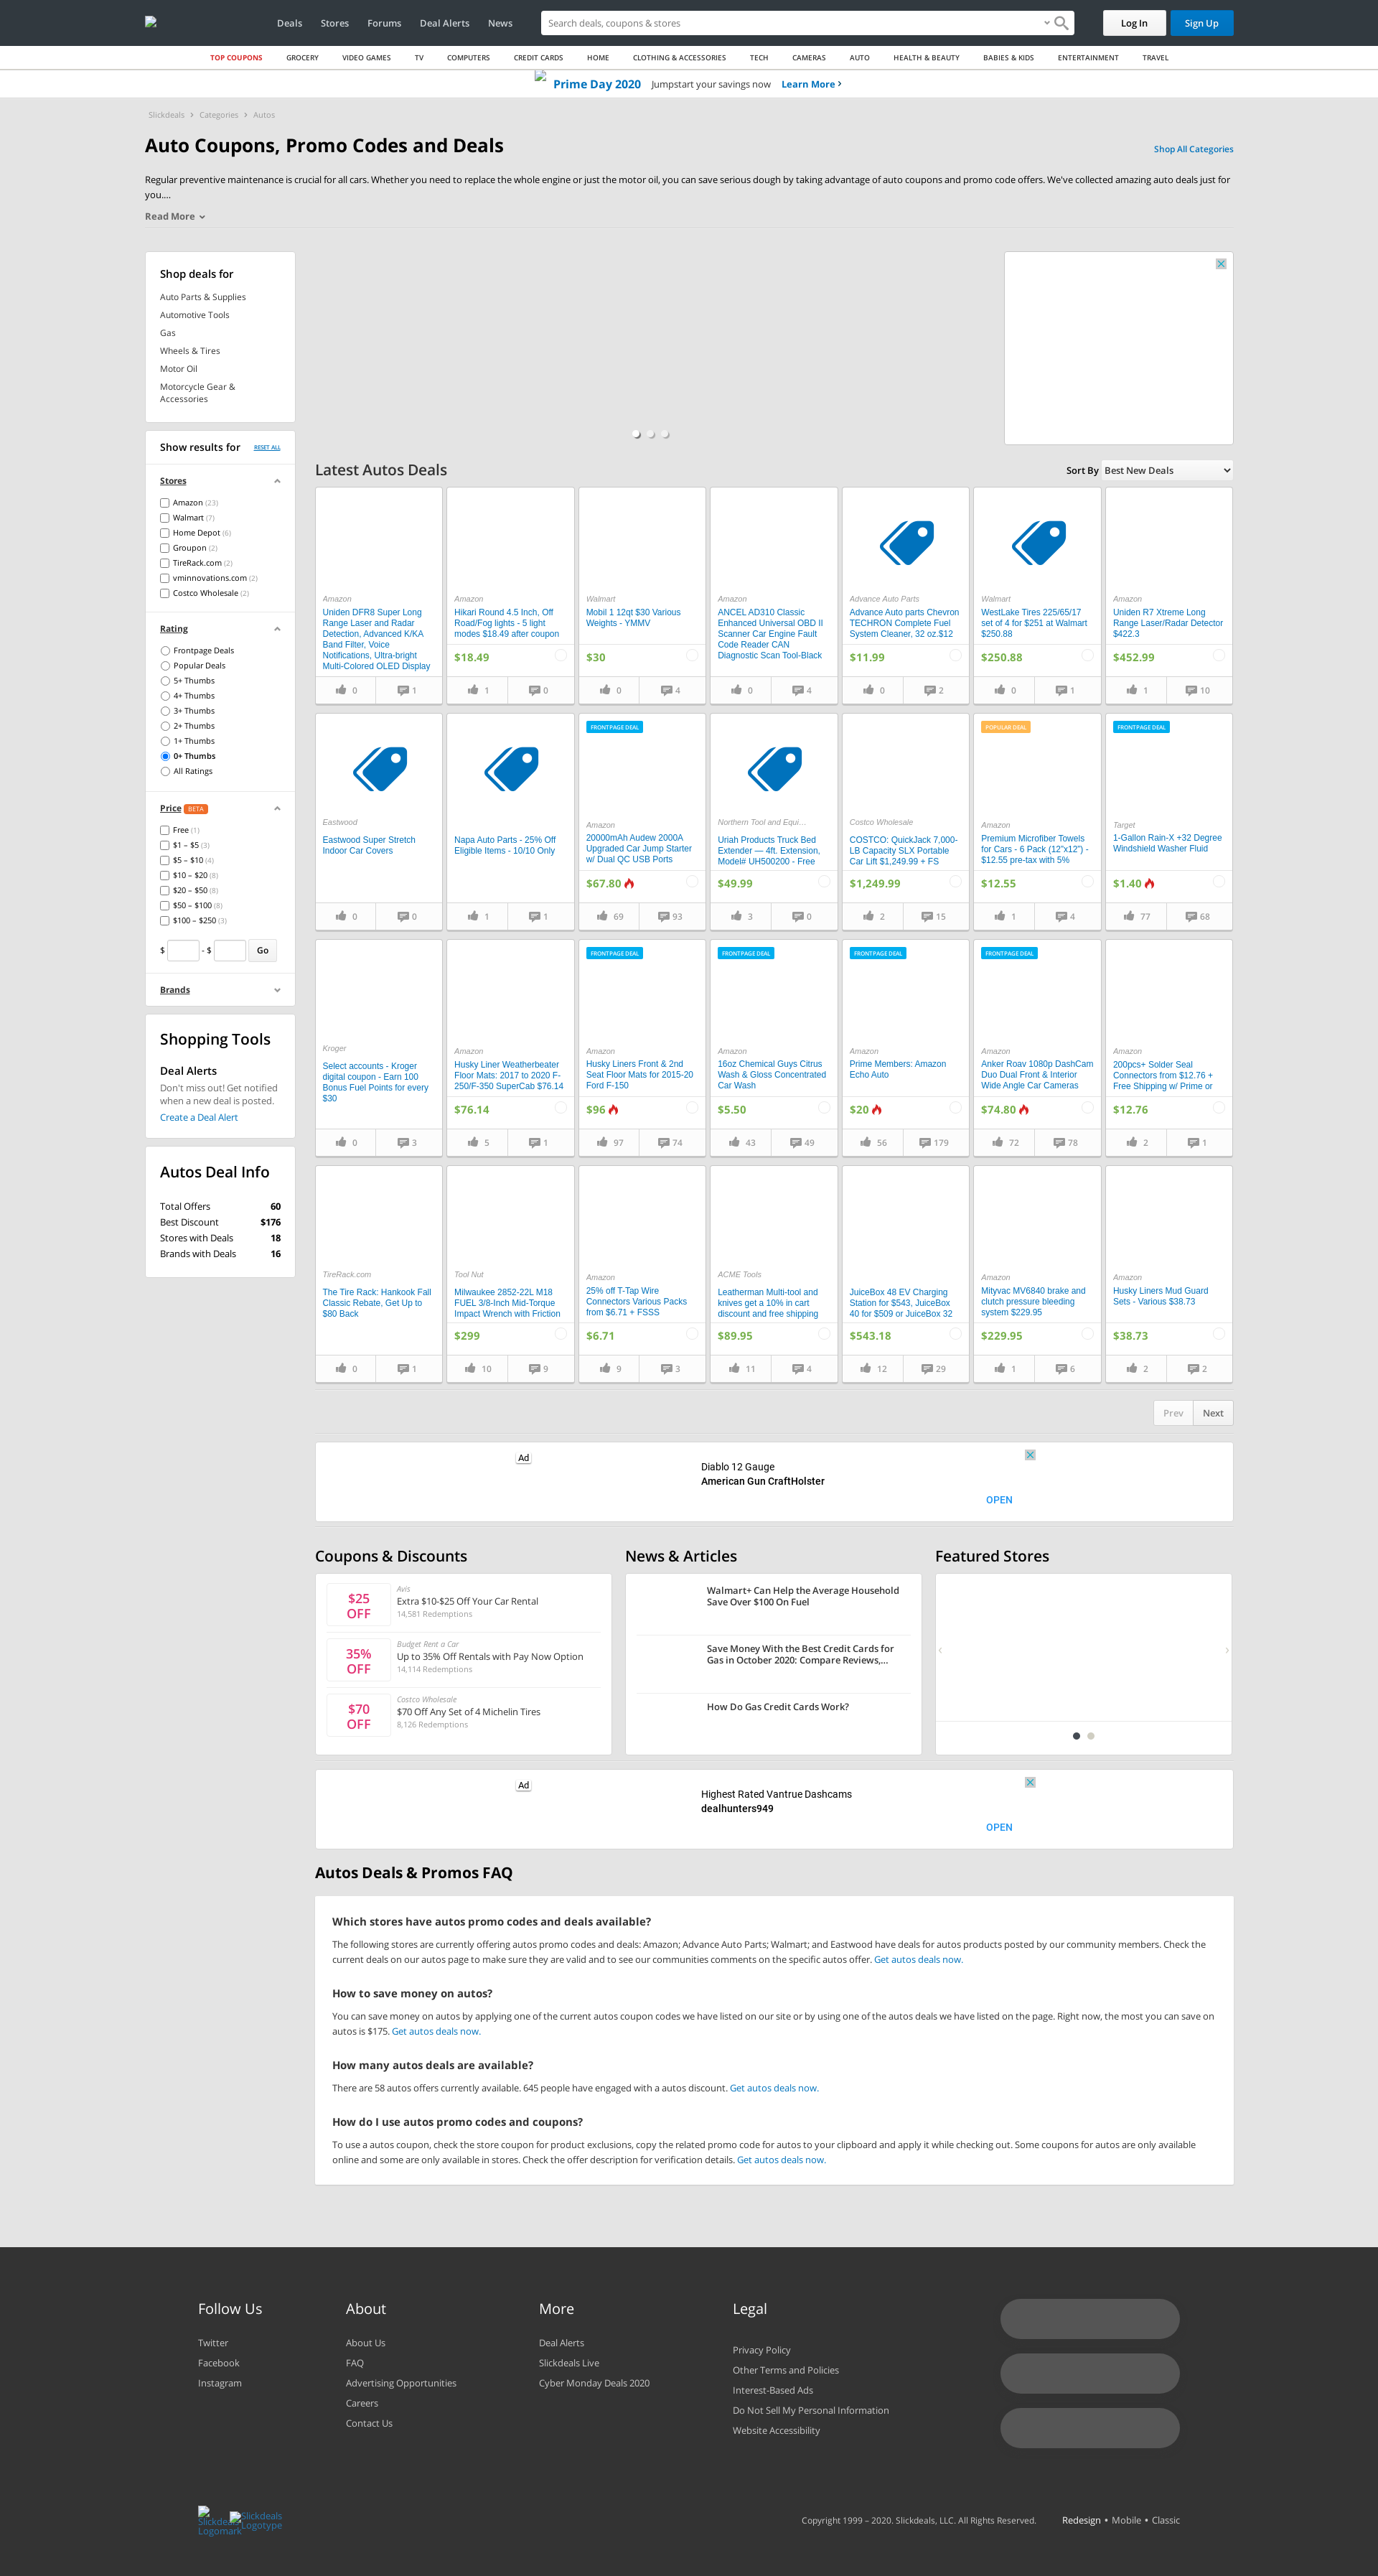 Deals Stores Forums Deal Alerts News
Search deals, coupons & stores
Log In
Sign Up
TOP COUPONS GROCERY VIDEO GAMES TV COMPUTERS CREDIT CARDS HOME CLOTHING & ACCESSORIES TECH CAMERAS AUTO HEALTH & BEAUTY BABIES & KIDS ENTERTAINMENT TRAVEL
Prime Day 2020 Jumpstart your savings now Learn More
Slickdeals Categories Autos
Auto Coupons, Promo Codes and Deals
Shop All Categories
Regular preventive maintenance is crucial for all cars. Whether you need to replace the whole engine or just the motor oil, you can save serious dough by taking advantage of auto coupons and promo code offers. We've collected amazing auto deals just for
you....
Read More
Shop deals for
Auto Parts & Supplies
Automotive Tools
Gas
Wheels & Tires
Motor Oil
Motorcycle Gear &
Accessories
Show results for
RESET ALL
Stores
Amazon (23)
Walmart (7)
Home Depot (6)
Groupon (2)
TireRack.com (2)
vminnovations.com (2)
Costco Wholesale (2)
Rating
Frontpage Deals
Popular Deals
5+ Thumbs
4+ Thumbs
3+ Thumbs
2+ Thumbs
1+ Thumbs
0+ Thumbs
All Ratings
Price BETA
Free (1)
$1 – $5 (3)
$5 – $10 (4)
$10 – $20 (8)
$20 – $50 (8)
$50 – $100 (8)
$100 – $250 (3)
$ - $ Go
Brands
Shopping Tools
Deal Alerts
Don't miss out! Get notified
when a new deal is posted.
Create a Deal Alert
Autos Deal Info
Total Offers 60
Best Discount $176
Stores with Deals 18
Brands with Deals 16
Latest Autos Deals
Sort By Best New Deals
Amazon
Uniden DFR8 Super Long
Range Laser and Radar
Detection, Advanced K/KA
Band Filter, Voice
Notifications, Ultra-bright
Multi-Colored OLED Display
0 1
Amazon
Hikari Round 4.5 Inch, Off
Road/Fog lights - 5 light
modes $18.49 after coupon
$18.49
1 0
Walmart
Mobil 1 12qt $30 Various
Weights - YMMV
$30
0 4
Amazon
ANCEL AD310 Classic
Enhanced Universal OBD II
Scanner Car Engine Fault
Code Reader CAN
Diagnostic Scan Tool-Black
0 4
Advance Auto Parts
Advance Auto parts Chevron
TECHRON Complete Fuel
System Cleaner, 32 oz.$12
$11.99
0 2
Walmart
WestLake Tires 225/65/17
set of 4 for $251 at Walmart
$250.88
$250.88
0 1
Amazon
Uniden R7 Xtreme Long
Range Laser/Radar Detector
$422.3
$452.99
1 10
Eastwood
Eastwood Super Stretch
Indoor Car Covers
0 0
Napa Auto Parts - 25% Off
Eligible Items - 10/10 Only
1 1
FRONTPAGE DEAL
Amazon
20000mAh Audew 2000A
Upgraded Car Jump Starter
w/ Dual QC USB Ports
$67.80
69 93
Northern Tool and Equi...
Uriah Products Truck Bed
Extender — 4ft. Extension,
Model# UH500200 - Free
$49.99
3 0
Costco Wholesale
COSTCO: QuickJack 7,000-
LB Capacity SLX Portable
Car Lift $1,249.99 + FS
$1,249.99
2 15
POPULAR DEAL
Amazon
Premium Microfiber Towels
for Cars - 6 Pack (12"x12") -
$12.55 pre-tax with 5%
$12.55
1 4
FRONTPAGE DEAL
Target
1-Gallon Rain-X +32 Degree
Windshield Washer Fluid
$1.40
77 68
Kroger
Select accounts - Kroger
digital coupon - Earn 100
Bonus Fuel Points for every
$30
0 3
Amazon
Husky Liner Weatherbeater
Floor Mats: 2017 to 2020 F-
250/F-350 SuperCab $76.14
$76.14
5 1
FRONTPAGE DEAL
Amazon
Husky Liners Front & 2nd
Seat Floor Mats for 2015-20
Ford F-150
$96
97 74
FRONTPAGE DEAL
Amazon
16oz Chemical Guys Citrus
Wash & Gloss Concentrated
Car Wash
$5.50
43 49
FRONTPAGE DEAL
Amazon
Prime Members: Amazon
Echo Auto
$20
56 179
FRONTPAGE DEAL
Amazon
Anker Roav 1080p DashCam
Duo Dual Front & Interior
Wide Angle Car Cameras
$74.80
72 78
Amazon
200pcs+ Solder Seal
Connectors from $12.76 +
Free Shipping w/ Prime or
$12.76
2 1
TireRack.com
The Tire Rack: Hankook Fall
Classic Rebate, Get Up to
$80 Back
0 1
Tool Nut
Milwaukee 2852-22L M18
FUEL 3/8-Inch Mid-Torque
Impact Wrench with Friction
$299
10 9
Amazon
25% off T-Tap Wire
Connectors Various Packs
from $6.71 + FSSS
$6.71
9 3
ACME Tools
Leatherman Multi-tool and
knives get a 10% in cart
discount and free shipping
$89.95
11 4
JuiceBox 48 EV Charging
Station for $543, JuiceBox
40 for $509 or JuiceBox 32
$543.18
12 29
Amazon
Mityvac MV6840 brake and
clutch pressure bleeding
system $229.95
$229.95
1 6
Amazon
Husky Liners Mud Guard
Sets - Various $38.73
$38.73
2 2
Prev Next
Ad
Diablo 12 Gauge
American Gun CraftHolster
OPEN
Coupons & Discounts
$25
OFF
Avis
Extra $10-$25 Off Your Car Rental
14,581 Redemptions
35%
OFF
Budget Rent a Car
Up to 35% Off Rentals with Pay Now Option
14,114 Redemptions
$70
OFF
Costco Wholesale
$70 Off Any Set of 4 Michelin Tires
8,126 Redemptions
News & Articles
Walmart+ Can Help the Average Household
Save Over $100 On Fuel
Save Money With the Best Credit Cards for
Gas in October 2020: Compare Reviews,...
How Do Gas Credit Cards Work?
Featured Stores
Ad
Highest Rated Vantrue Dashcams
dealhunters949
OPEN
Autos Deals & Promos FAQ
Which stores have autos promo codes and deals available?
The following stores are currently offering autos promo codes and deals: Amazon; Advance Auto Parts; Walmart; and Eastwood have deals for autos products posted by our community members. Check the
current deals on our autos page to make sure they are valid and to see our communities comments on the specific autos offer. Get autos deals now.
How to save money on autos?
You can save money on autos by applying one of the current autos coupon codes we have listed on our site or by using one of the autos deals we have listed on the page. Right now, the most you can save on
autos is $175. Get autos deals now.
How many autos deals are available?
There are 58 autos offers currently available. 645 people have engaged with a autos discount. Get autos deals now.
How do I use autos promo codes and coupons?
To use a autos coupon, check the store coupon for product exclusions, copy the related promo code for autos to your clipboard and apply it while checking out. Some coupons for autos are only available
online and some are only available in stores. Check the offer description for verification details. Get autos deals now.
Follow Us
Twitter
Facebook
Instagram
About
About Us
FAQ
Advertising Opportunities
Careers
Contact Us
More
Deal Alerts
Slickdeals Live
Cyber Monday Deals 2020
Legal
Privacy Policy
Other Terms and Policies
Interest-Based Ads
Do Not Sell My Personal Information
Website Accessibility
Slickdeals
Logomark
Slickdeals
Logotype
Copyright 1999 – 2020. Slickdeals, LLC. All Rights Reserved.
Redesign • Mobile • Classic